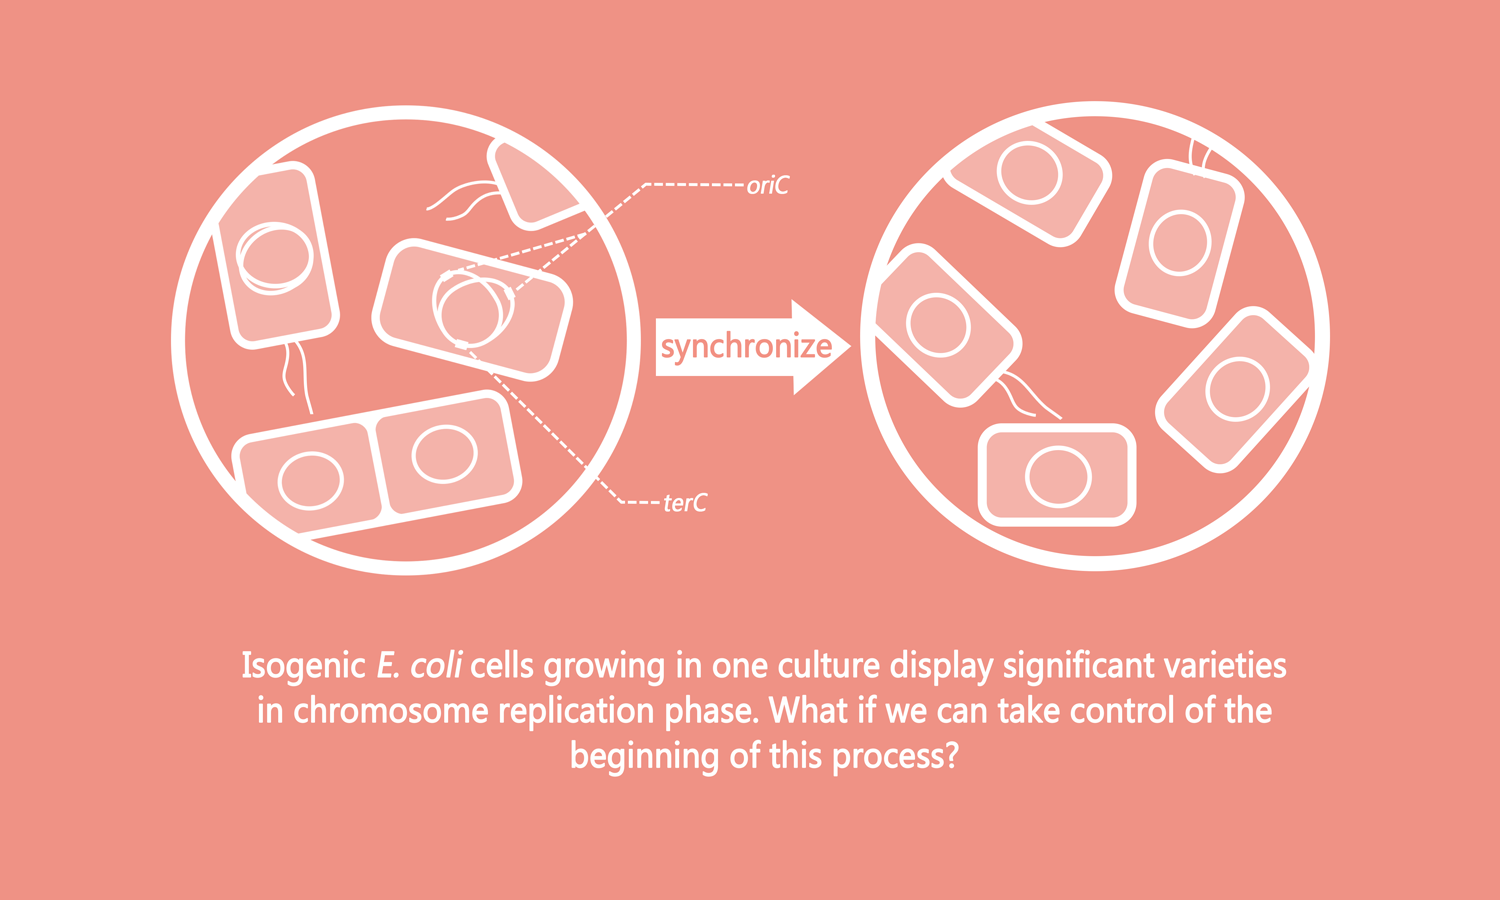 oriC
synchronize
terC
Isogenic E. coli cells growing in one culture display significant varieties
in chromosome replication phase. What if we can take control of the
beginning of this process?